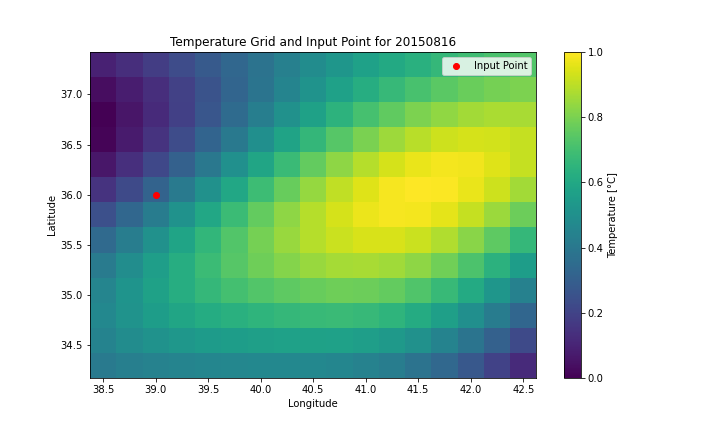 Temperature Grid and Input Point for 20150816
Input Point
37.0
36.5
36.0
35.5
35.0
34.5
Latitude
38.5 39.0 39.5 40.0 40.5 41.0 41.5 42.0 42.5
Longitude
1.0
0.8
0.6
0.4
0.2
0.0
Temperature [°C]